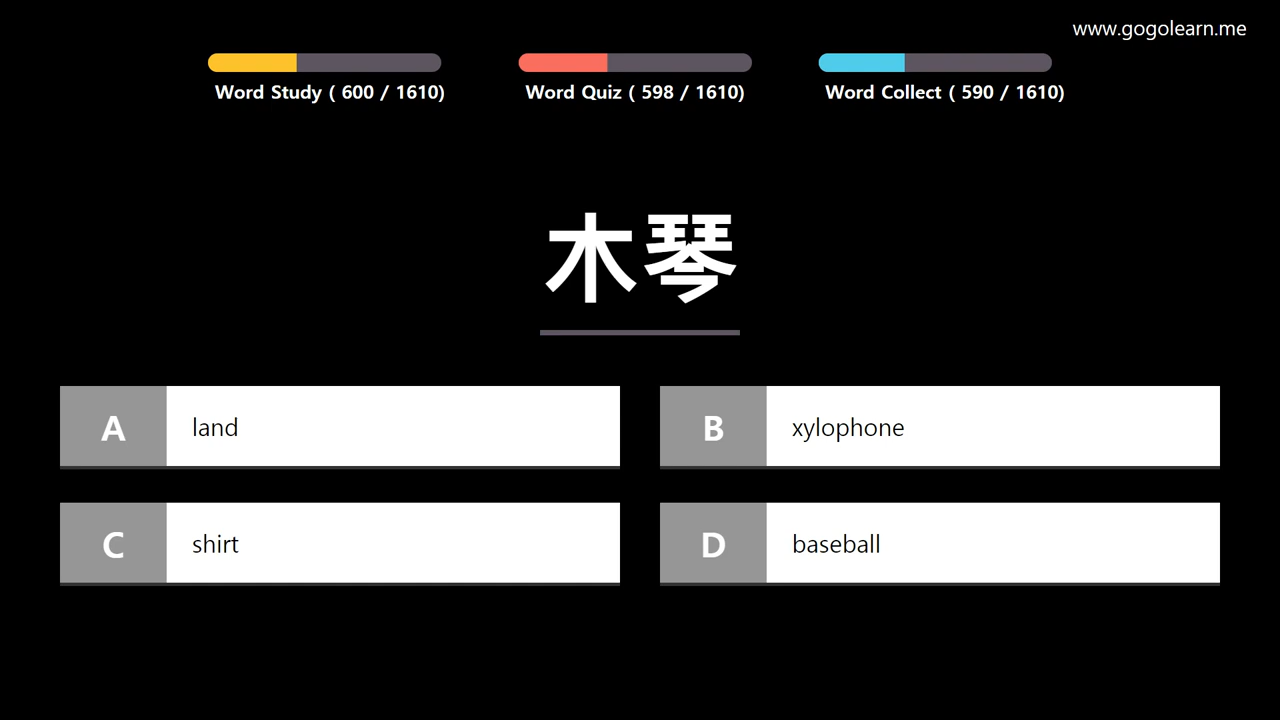 www.gogolearn.me
Word Study ( 600 / 1610)
Word Quiz ( 598 / 1610)
Word Collect ( 590 / 1610)
木琴
A land
B xylophone
C shirt
D baseball